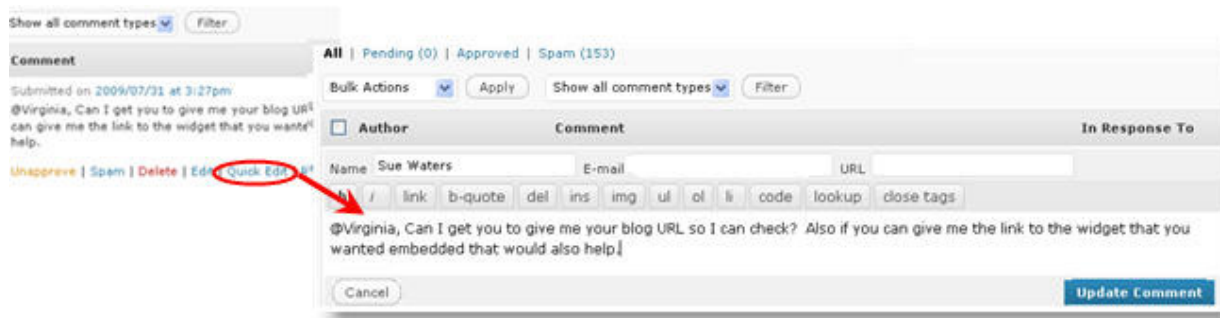 Show all comment types Filter
Comment
Submitted on 2009/07/31 at 3:27pm
@Virginia, Can I get you to give me your blog UR
can give me the link to the widget that you wante
help.
Unapprove | Spam | Delete | Edit | Quick Edit |
All | Pending (0) | Approved | Spam (153)
Bulk Actions Apply Show all comment types Filter
Author Comment In Response To
Name Sue Waters E-mail URL
b i link b-quote del ins img ul ol li code lookup close tags
@Virginia, Can I get you to give me your blog URL so I can check? Also if you can give me the link to the widget that you
wanted embedded that would also help.
Cancel Update Comment